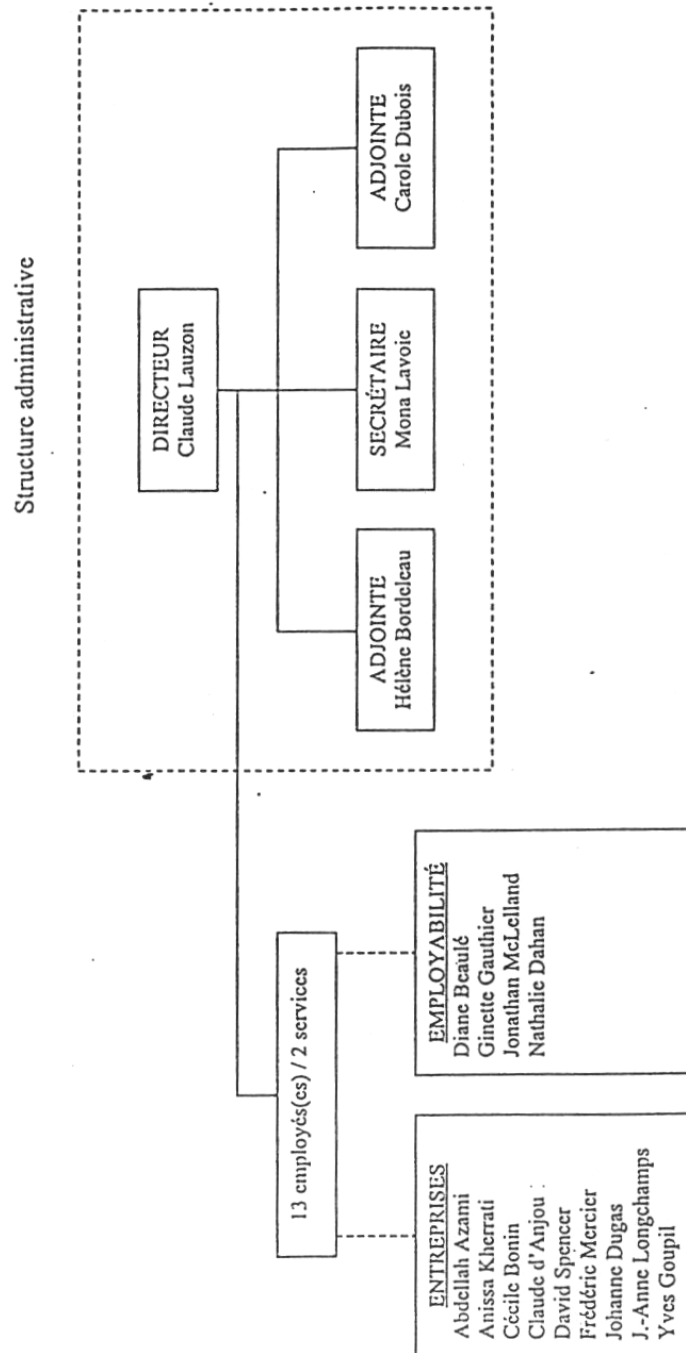 Structure administrative
DIRECTEUR
Claude Lauzon
ADJOINTE
Hélène Bordeleau
SECRÉTAIRE
Mona Lavoie
ADJOINTE
Carole Dubois
13 employés(es) / 2 services
ENTREPRISES
Abdellah Azami
Anissa Kherrati
Cécile Bonin
Claude d'Anjou :
David Spencer
Frédéric Mercier
Johanne Dugas
J.-Anne Longchamps
Yves Goupil
EMPLOYABILITÉ
Diane Beaulé
Ginette Gauthier
Jonathan McLelland
Nathalie Dahan